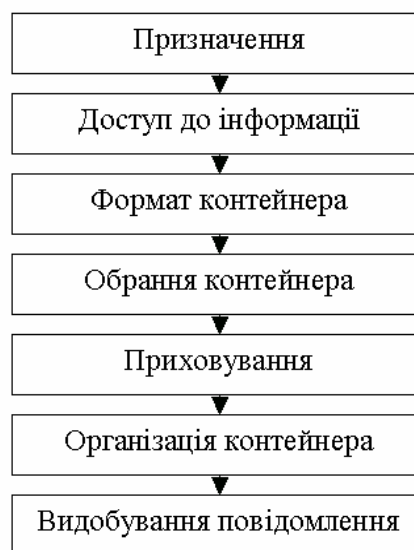 Призначення
Доступ до інформації
Формат контейнера
Обрання контейнера
Приховування
Організація контейнера
Видобування повідомлення